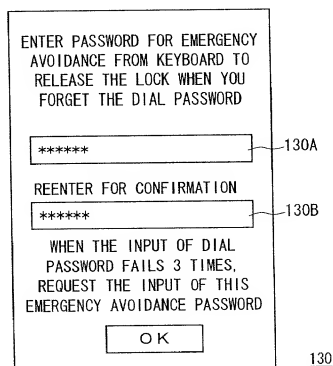 ENTER PASSWORD FOR EMERGENCY
AVOIDANCE FROM KEYBOARD TO
RELEASE THE LOCK WHEN YOU
FORGET THE DIAL PASSWORD
******
130A
REENTER FOR CONFIRMATION
******
130B
WHEN THE INPUT OF DIAL
PASSWORD FAILS 3 TIMES,
REQUEST THE INPUT OF THIS
EMERGENCY AVOIDANCE PASSWORD
OK
130